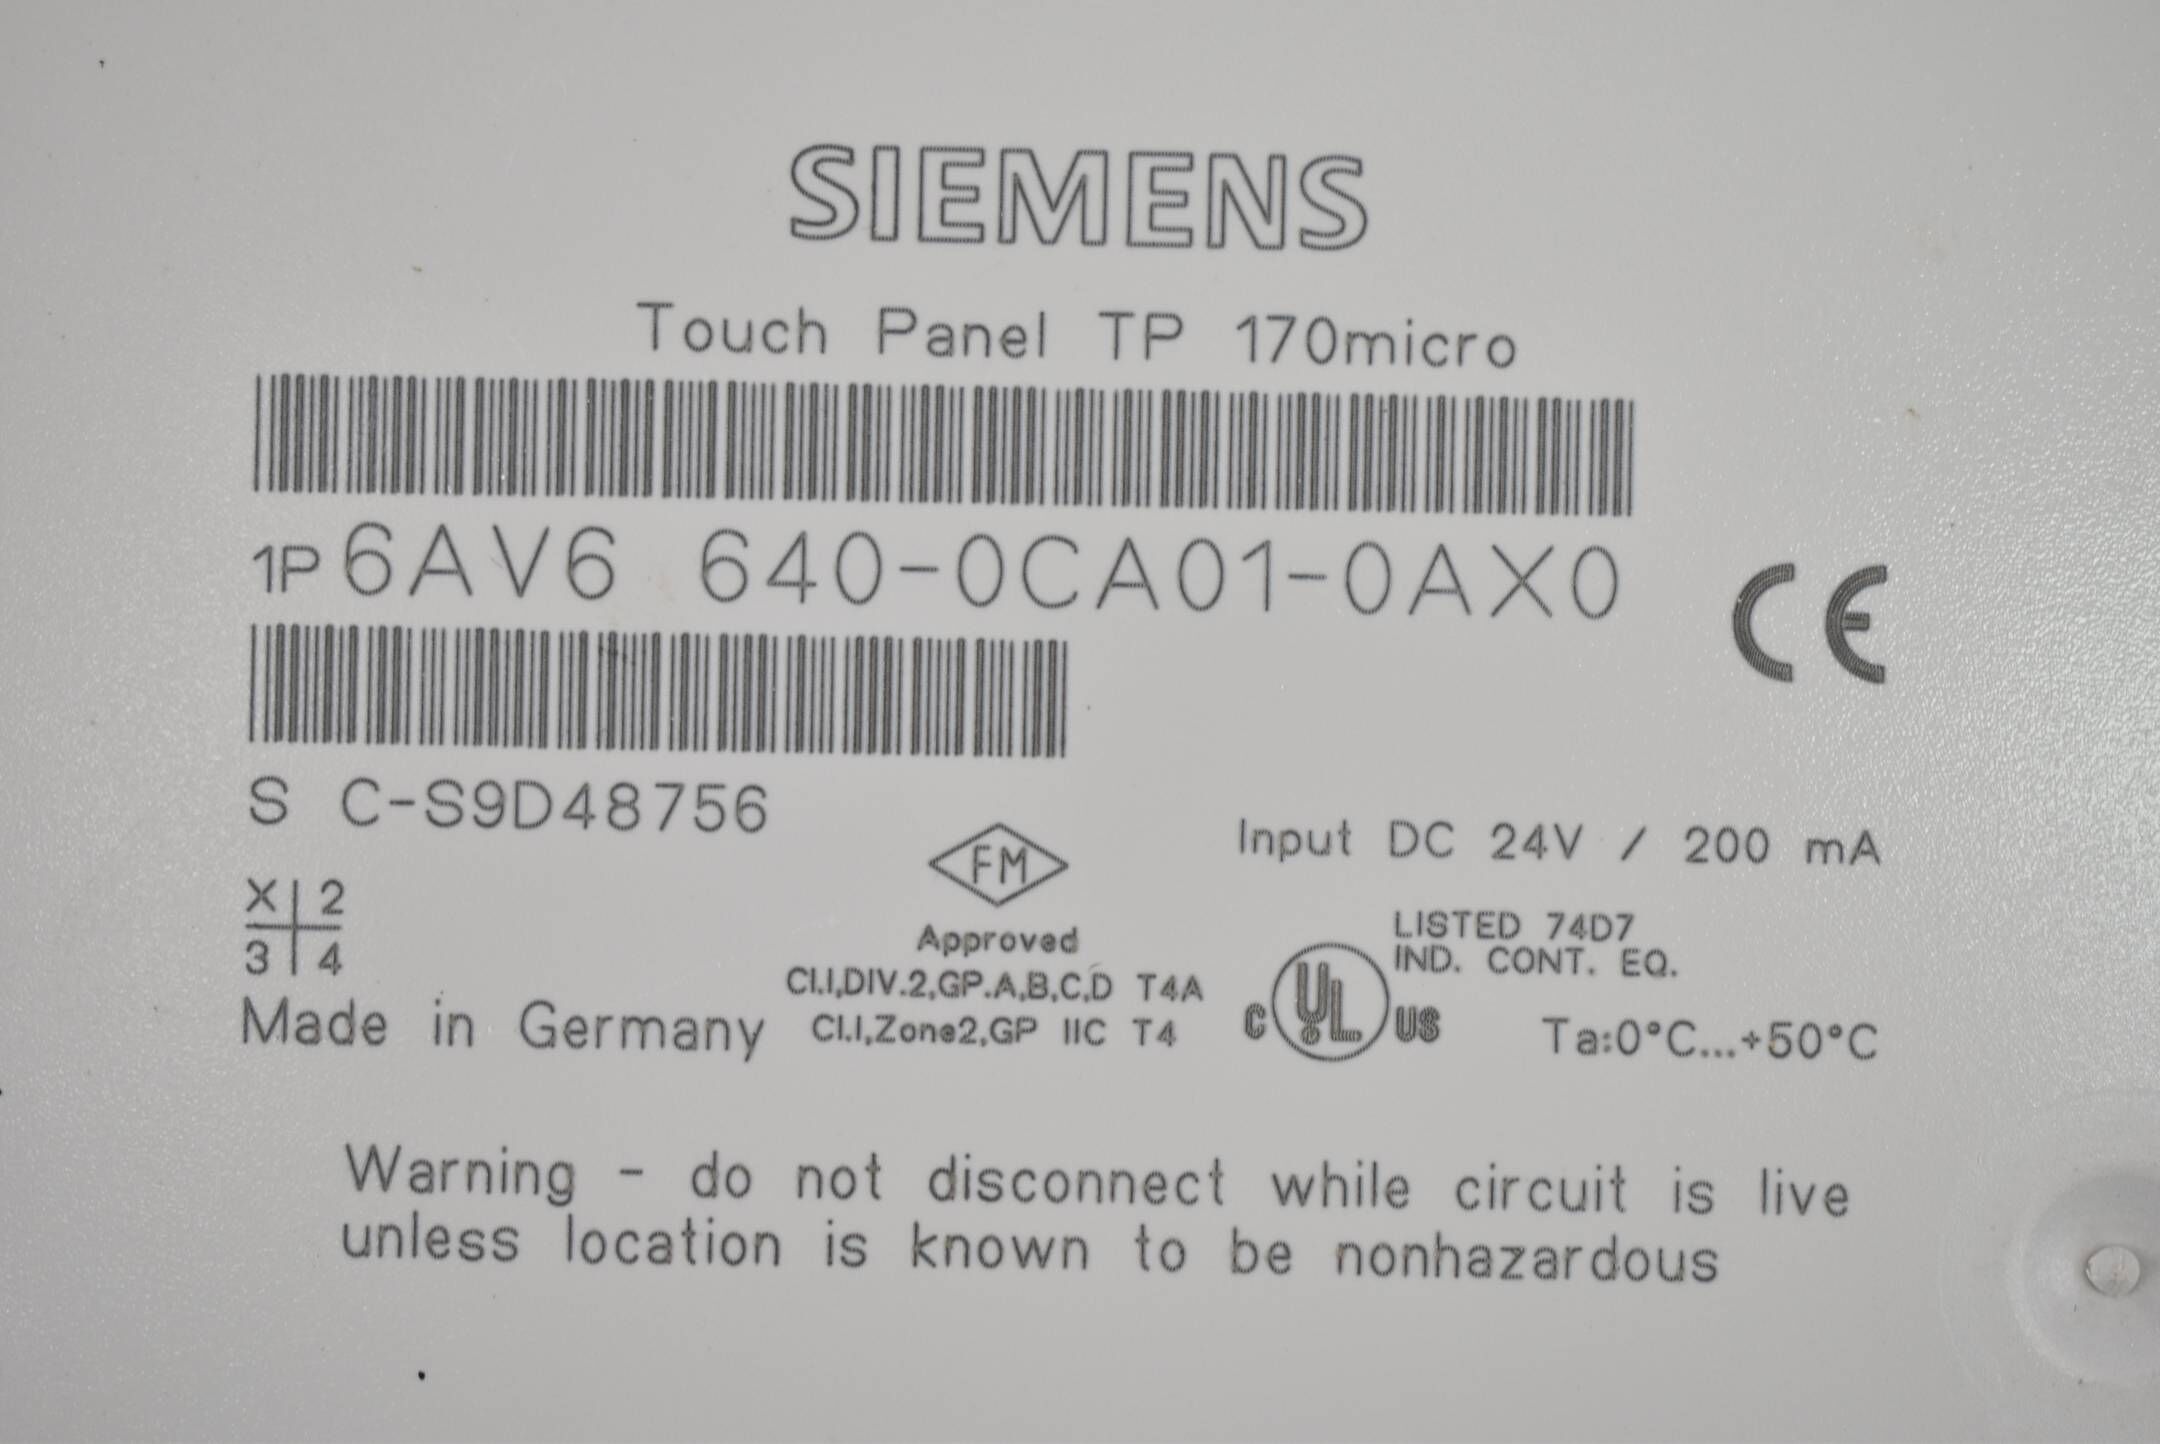 SIEMENS
Touch Panel TP 170micro
1P 6AV6 640-0CA01-0AX0
CE
S C-S9D48756
Input DC 24V / 200 mA
FM
X 2
3 4
Approved
LISTED 74D7
IND. CONT. EQ.
Cl.I,DIV.2,GP.A,B,C,D T4A
Cl.I,Zone2,GP IIC T4
C UL US
Made in Germany
Ta:0°C...+50°C
Warning - do not disconnect while circuit is live
unless location is known to be nonhazardous